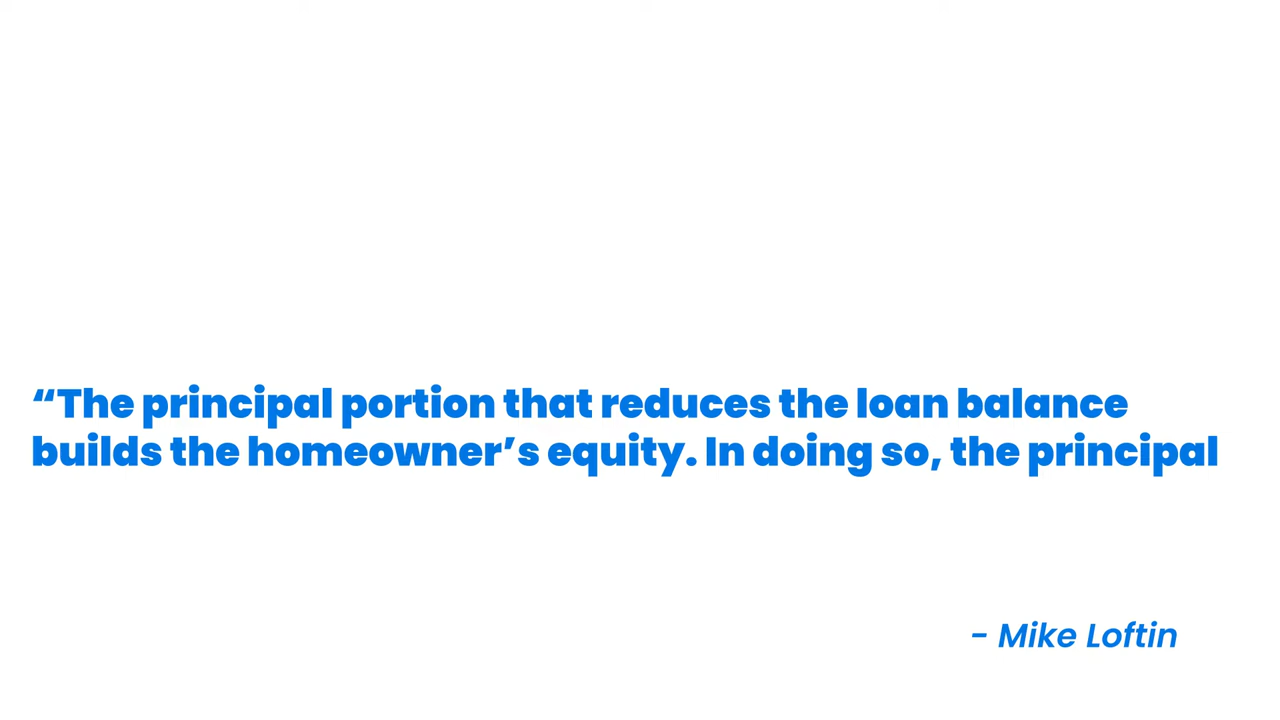 “The principal portion that reduces the loan balance
builds the homeowner’s equity. In doing so, the principal
- Mike Loftin